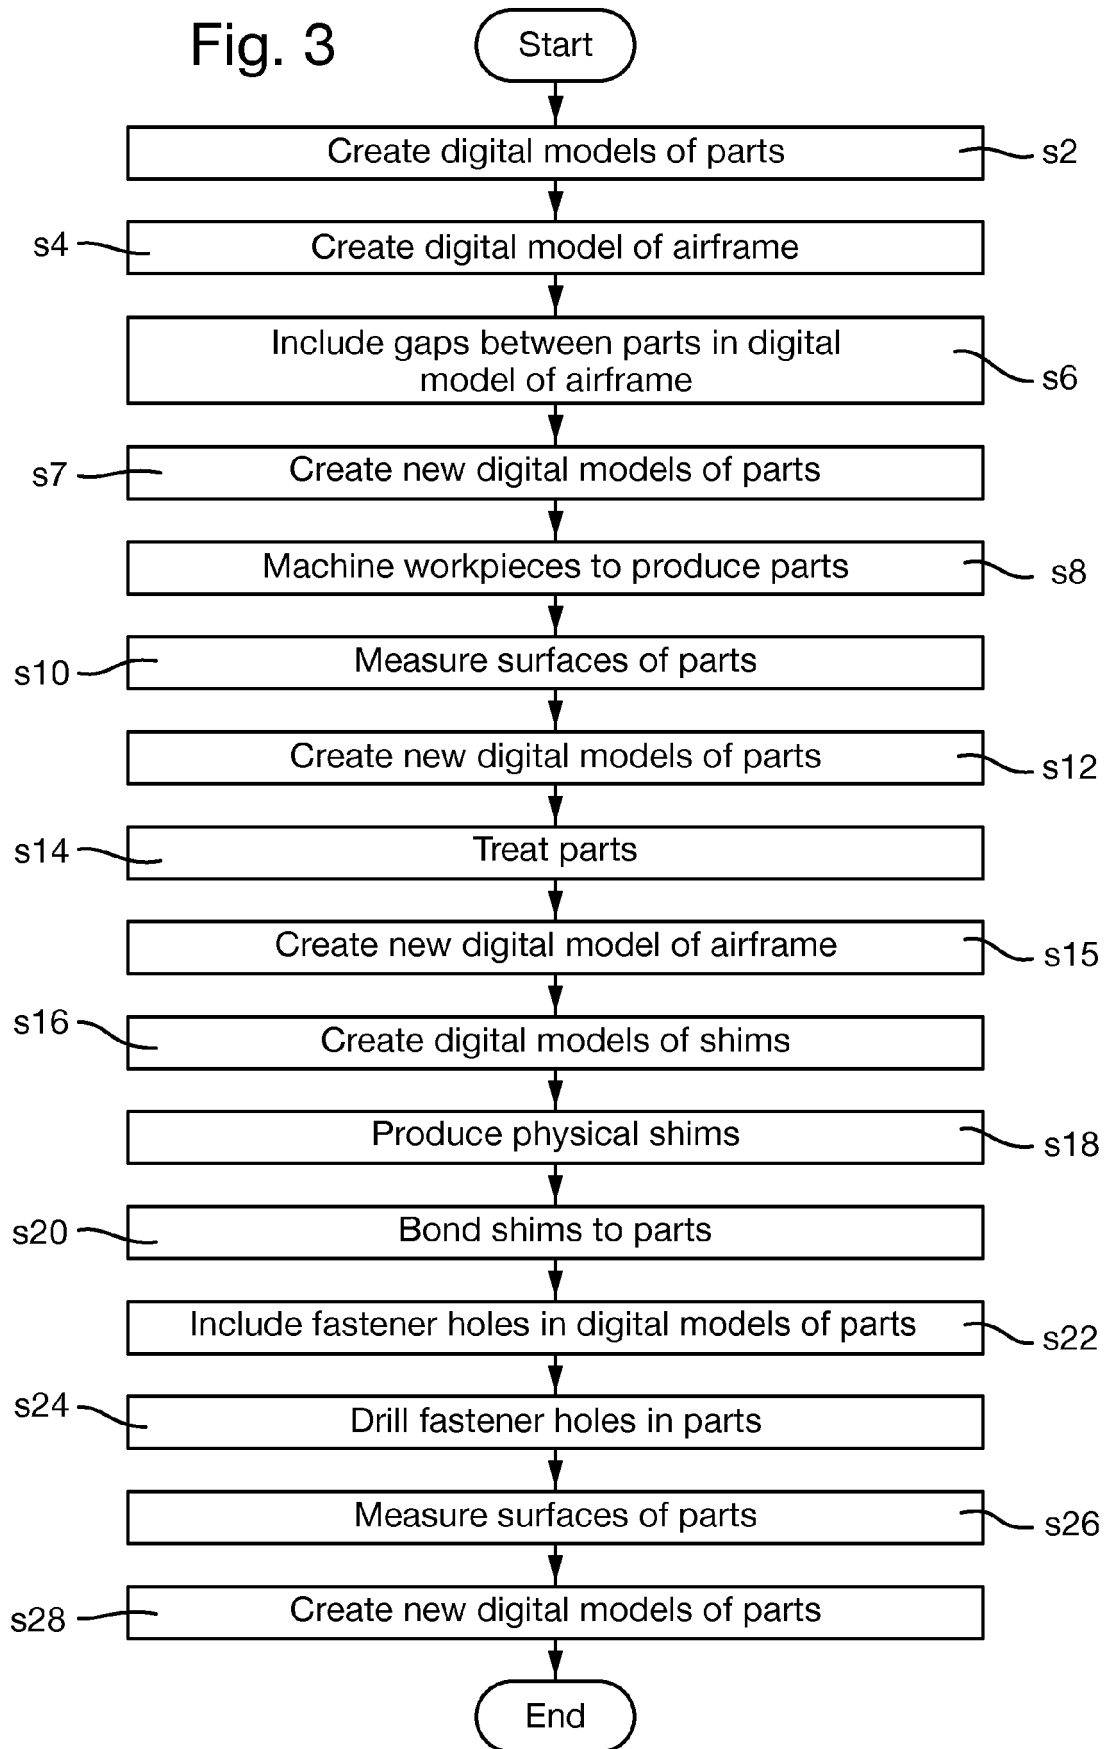 Fig. 3
Start
Create digital models of parts
s2
s4
Create digital model of airframe
Include gaps between parts in digital
model of airframe
s6
s7
Create new digital models of parts
Machine workpieces to produce parts
s8
s10
Measure surfaces of parts
Create new digital models of parts
s12
s14
Treat parts
Create new digital model of airframe
s15
s16
Create digital models of shims
Produce physical shims
s18
s20
Bond shims to parts
Include fastener holes in digital models of parts
s22
s24
Drill fastener holes in parts
Measure surfaces of parts
s26
s28
Create new digital models of parts
End